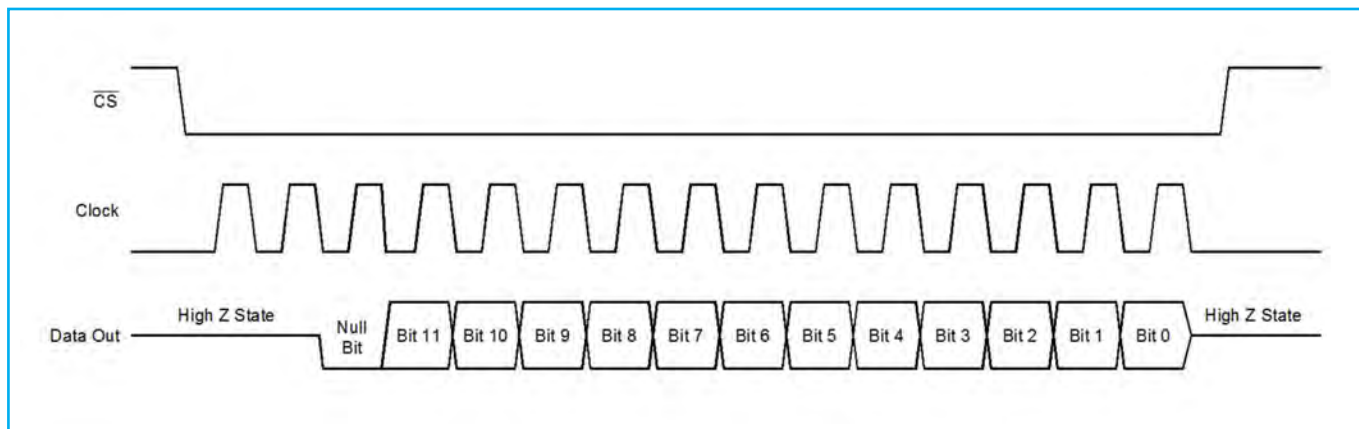 CS
Clock
Data Out
High Z State
Null
Bit
Bit 11
Bit 10
Bit 9
Bit 8
Bit 7
Bit 6
Bit 5
Bit 4
Bit 3
Bit 2
Bit 1
Bit 0
High Z State